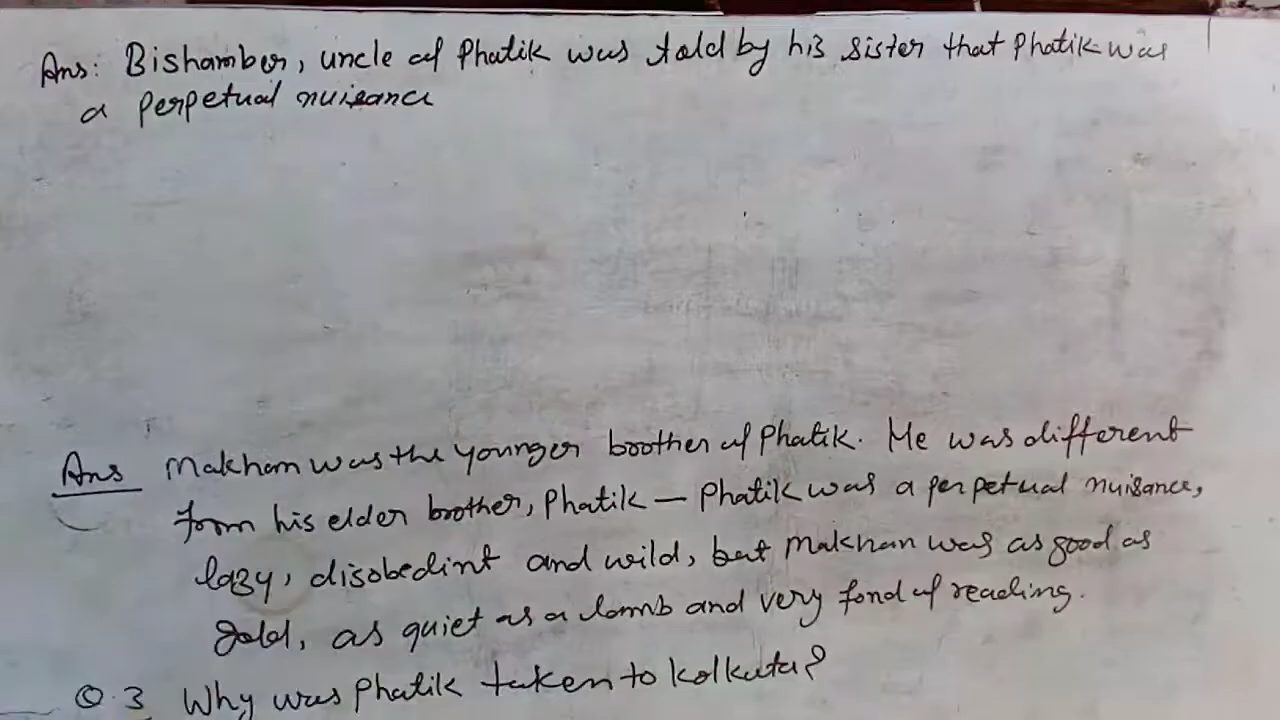 Ans: Bishamber, uncle of Phatik was told by his sister that Phatik was
a perpetual nuisance
Ans Makhan was the younger brother of Phatik. He was different
from his elder brother, Phatik — Phatik was a perpetual nuisance,
lazy, disobedint and wild, but Makhan was as good as
gold, as quiet as a lamb and very fond of reading.
Q.3 Why was Phatik taken to Kolkata?